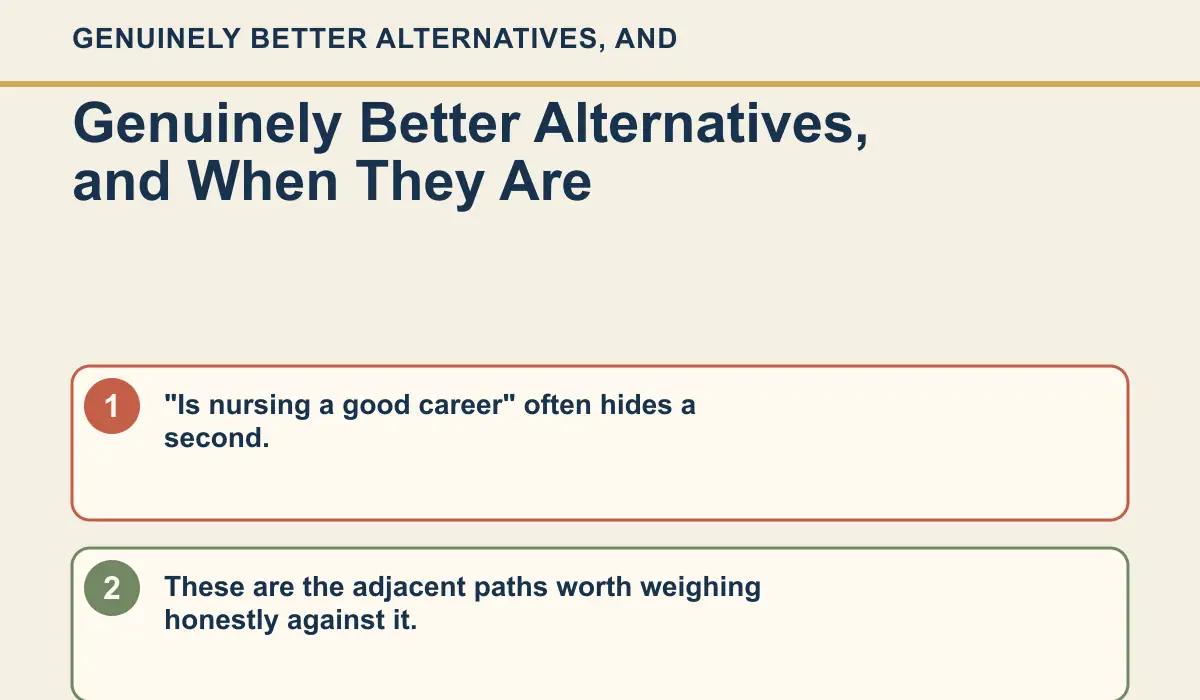 GENUINELY BETTER ALTERNATIVES, AND
Genuinely Better Alternatives,
and When They Are
1
"Is nursing a good career" often hides a
second.
2
These are the adjacent paths worth weighing
honestly against it.